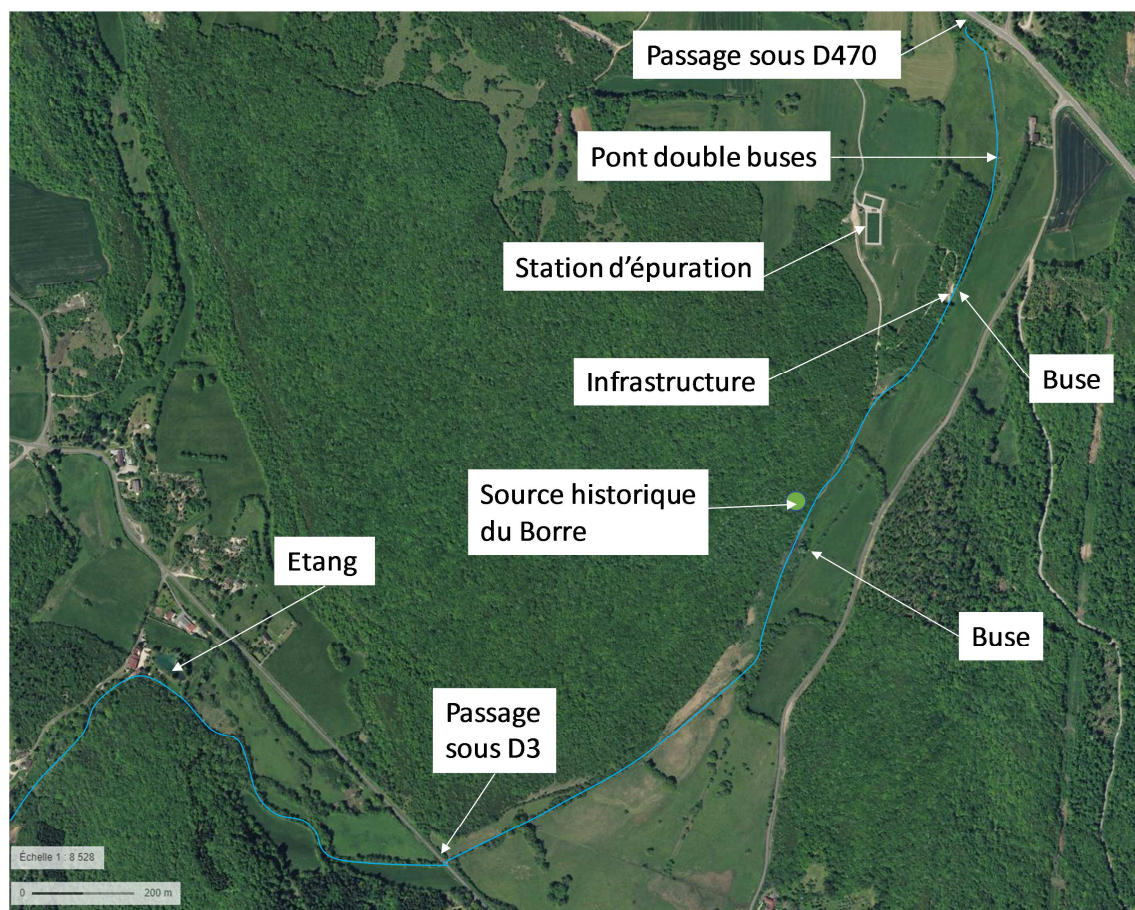 Passage sous D470
Pont double buses
Station d'épuration
Infrastructure
Buse
Source historique
du Borre
Etang
Buse
Passage
sous D3
Échelle 1 : 8 528
0
200 m